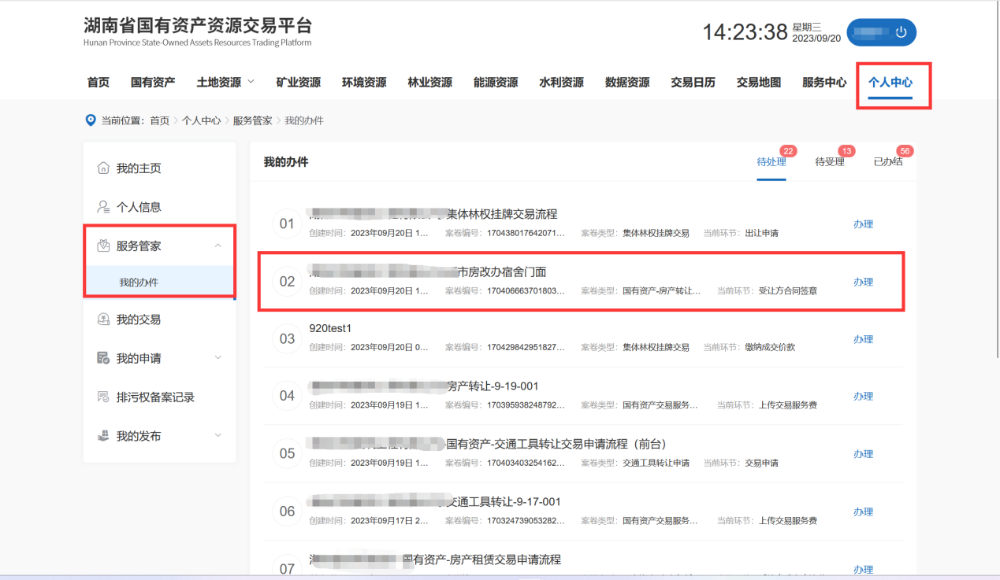 湖南省国有资产资源交易平台
Hunan Province State-Owned Assets Resources Trading Platform
14:23:38 星期三
2023/09/20
首页 国有资产 土地资源 矿业资源 环境资源 林业资源 能源资源 水利资源 数据资源 交易日历 交易地图 服务中心 个人中心
当前位置: 首页 > 个人中心 > 服务管家 > 我的办件
我的主页
个人信息
服务管家
我的办件
我的交易
我的申请
排污权备案记录
我的发布
我的办件
待处理 22 待受理 13 已办结 56
01 集体林权挂牌交易流程
创建时间: 2023年09月20日 1... 案卷编号: 170438017642071... 案卷类型: 集体林权挂牌交易 当前环节: 出让申请
办理
02 市房改办宿舍门面
创建时间: 2023年09月20日 1... 案卷编号: 170406663701803... 案卷类型: 国有资产-房产转让... 当前环节: 受让方合同签章
办理
03 920test1
创建时间: 2023年09月20日 0... 案卷编号: 170429842951827... 案卷类型: 集体林权挂牌交易 当前环节: 缴纳成交价款
办理
04 房产转让-9-19-001
创建时间: 2023年09月19日 1... 案卷编号: 170395938248792... 案卷类型: 国有资产交易服务... 当前环节: 上传交易服务费
办理
05 -国有资产-交通工具转让交易申请流程（前台）
创建时间: 2023年09月19日 1... 案卷编号: 170403403254162... 案卷类型: 交通工具转让申请 当前环节: 交易申请
办理
06 交通工具转让-9-17-001
创建时间: 2023年09月17日 2... 案卷编号: 170324739053282... 案卷类型: 国有资产交易服务... 当前环节: 上传交易服务费
办理
07 国有资产-房产租赁交易申请流程
办理